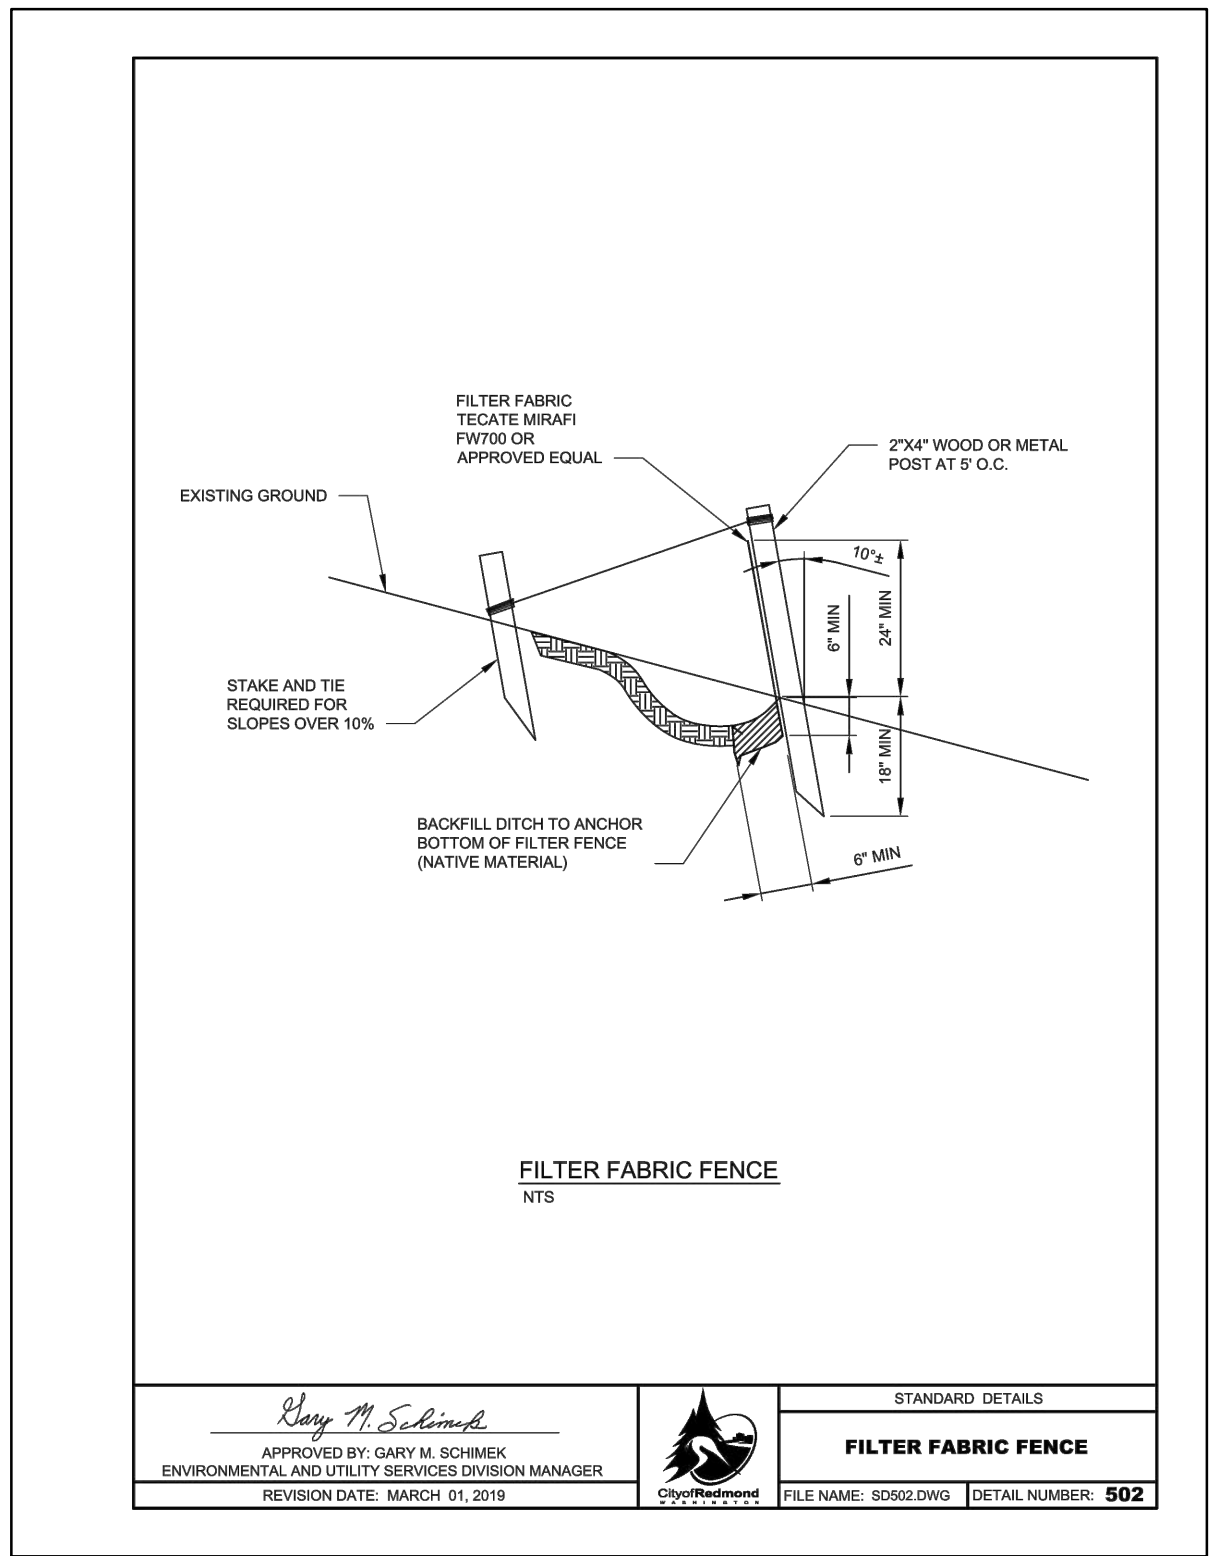 FILTER FABRIC
TECATE MIRAFI
FW700 OR
APPROVED EQUAL
2"X4" WOOD OR METAL
POST AT 5' O.C.
EXISTING GROUND
10°±
6" MIN
24" MIN
STAKE AND TIE
REQUIRED FOR
SLOPES OVER 10%
18" MIN
BACKFILL DITCH TO ANCHOR
BOTTOM OF FILTER FENCE
(NATIVE MATERIAL)
6" MIN
FILTER FABRIC FENCE
NTS
Gary M. Schimek
APPROVED BY: GARY M. SCHIMEK
ENVIRONMENTAL AND UTILITY SERVICES DIVISION MANAGER
REVISION DATE: MARCH 01, 2019
CityofRedmond
WASHINGTON
STANDARD DETAILS
FILTER FABRIC FENCE
FILE NAME: SD502.DWG
DETAIL NUMBER: 502